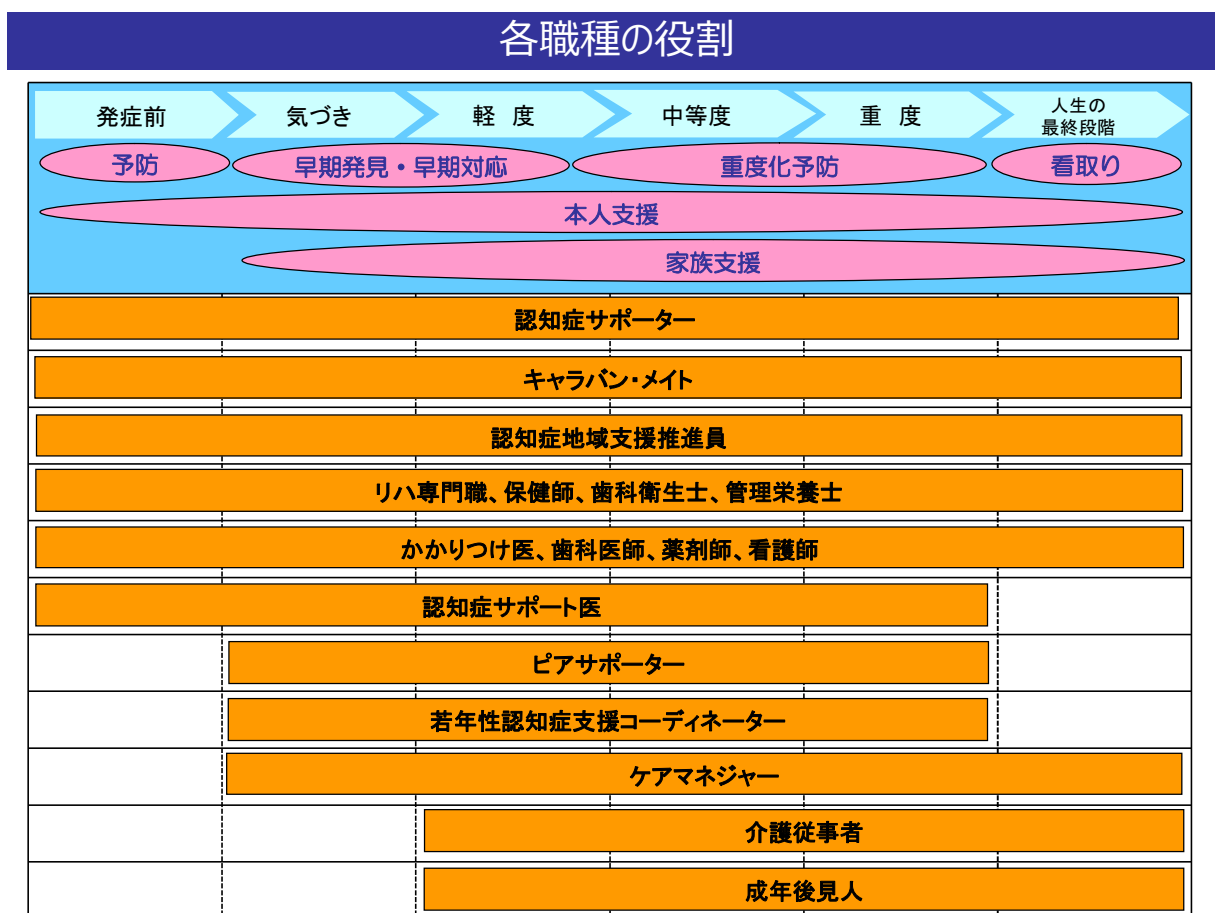 各職種の役割
発症前
気づき
軽 度
中等度
重 度
人生の
最終段階
予防
早期発見・早期対応
重度化予防
看取り
本人支援
家族支援
認知症サポーター
キャラバン・メイト
認知症地域支援推進員
リハ専門職、保健師、歯科衛生士、管理栄養士
かかりつけ医、歯科医師、薬剤師、看護師
認知症サポート医
ピアサポーター
若年性認知症支援コーディネーター
ケアマネジャー
介護従事者
成年後見人